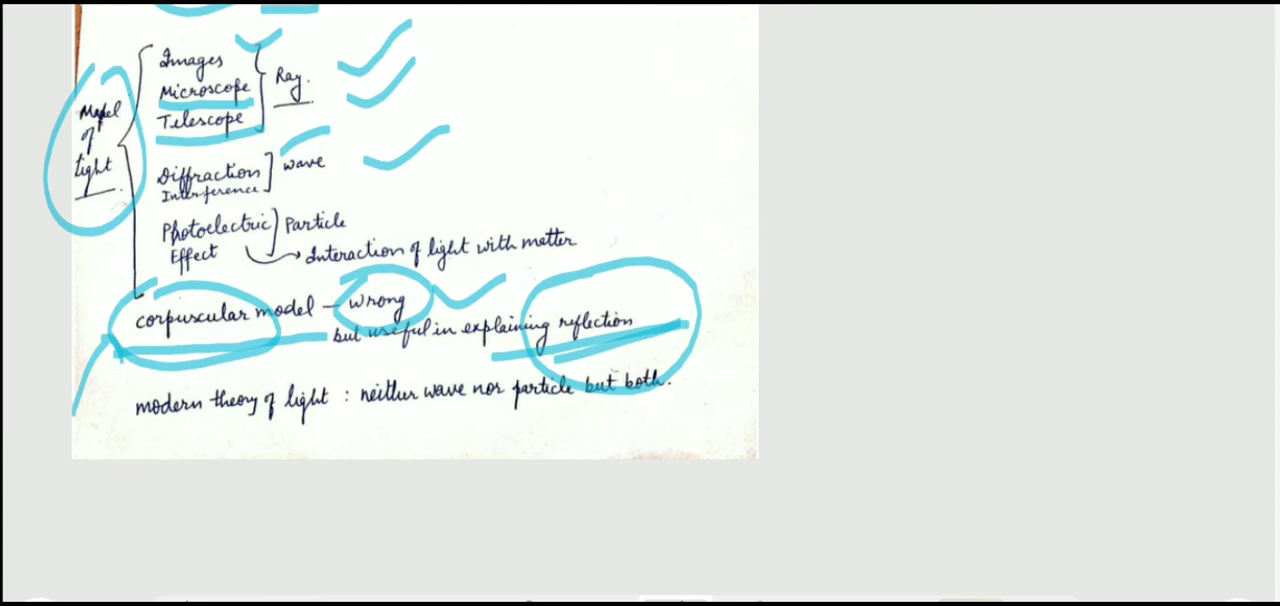 Images
Microscope
Telescope
Ray.
Model
of
light
Diffraction
Interference
wave
Photoelectric
Effect
Particle
Interaction of light with matter
corpuscular model – wrong
but useful in explaining reflection
modern theory of light : neither wave nor particle but both.